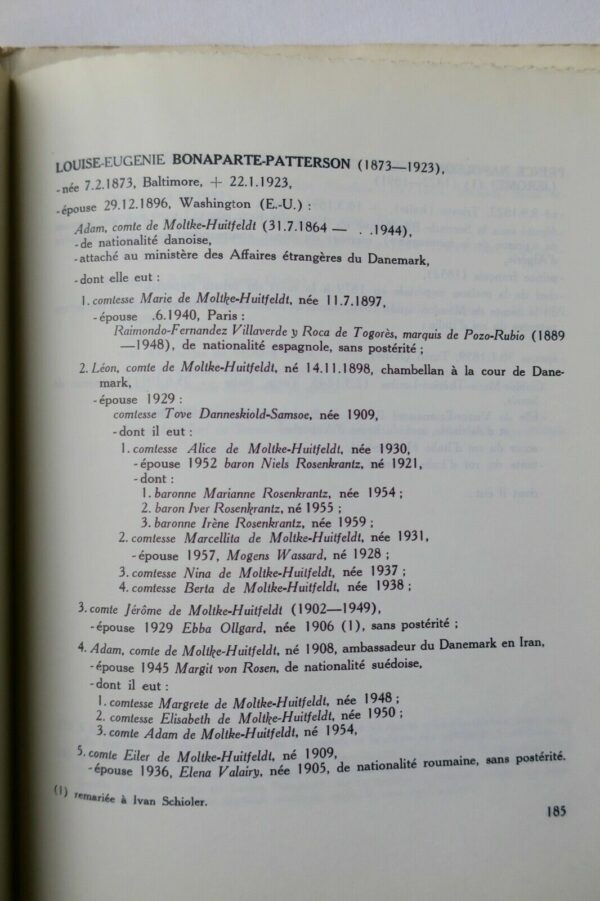 LOUISE-EUGENIE BONAPARTE-PATTERSON (1873—1923),
-née 7.2.1873, Baltimore, + 22.1.1923,
-épouse 29.12.1896, Washington (E.-U.) :
Adam, comte de Moltke-Huitfeldt (31.7.1864 — . .1944),
-de nationalité danoise,
-attaché au ministère des Affaires étrangères du Danemark,
-dont elle eut :
1. comtesse Marie de Moltke-Huitfeldt, née 11.7.1897,
-épouse .6.1940, Paris :
Raimondo-Fernandez Villaverde y Roca de Togorès, marquis de Pozo-Rubio (1889
—1948), de nationalité espagnole, sans postérité ;
2. Léon, comte de Moltke-Huitfeldt, né 14.11.1898, chambellan à la cour de Dane-
mark,
-épouse 1929 :
comtesse Tove Danneskiold-Samsoe, née 1909,
-dont il eut :
1. comtesse Alice de Moltke-Huitfeldt, née 1930,
-épouse 1952 baron Niels Rosenkrantz, né 1921,
-dont :
1. baronne Marianne Rosenkrantz, née 1954 ;
2. baron Iver Rosenkrantz, né 1955 ;
3. baronne Irène Rosenkrantz, née 1959 ;
2. comtesse Marcellita de Moltke-Huitfeldt, née 1931,
-épouse 1957, Mogens Wassard, né 1928 ;
3. comtesse Nina de Moltke-Huitfeldt, née 1937 ;
4. comtesse Berta de Moltke-Huitfeldt, née 1938 ;
3. comte Jérôme de Moltke-Huitfeldt (1902—1949),
-épouse 1929 Ebba Ollgard, née 1906 (1), sans postérité ;
4. Adam, comte de Moltke-Huitfeldt, né 1908, ambassadeur du Danemark en Iran,
-épouse 1945 Margit von Rosen, de nationalité suédoise,
-dont il eut :
1. comtesse Margrete de Moltke-Huitfeldt, née 1948 ;
2. comtesse Elisabeth de Moltke-Huitfeldt, née 1950 ;
3. comte Adam de Moltke-Huitfeldt, né 1954,
5. comte Eiler de Moltke-Huitfeldt, né 1909,
-épouse 1936, Elena Valairy, née 1905, de nationalité roumaine, sans postérité.
(1) remariée à Ivan Schioler.
185